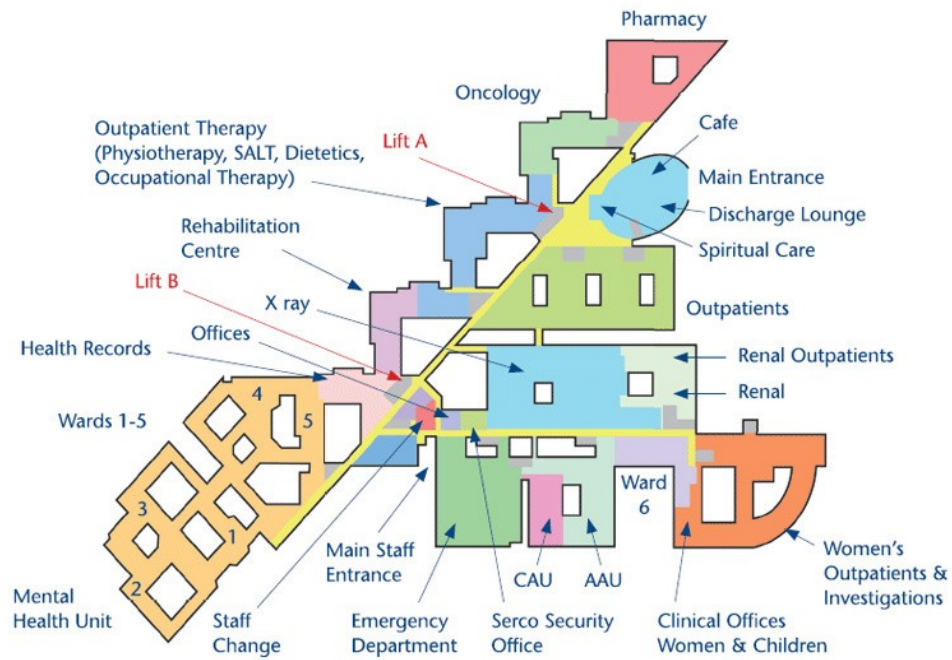 Pharmacy
Oncology
Cafe
Outpatient Therapy
(Physiotherapy, SALT, Dietetics,
Occupational Therapy)
Lift A
Main Entrance
Discharge Lounge
Rehabilitation
Centre
Spiritual Care
Lift B
X ray
Outpatients
Offices
Health Records
Renal Outpatients
Renal
Wards 1-5
4
5
3
1
2
Ward
6
Main Staff
Entrance
CAU
AAU
Women's
Outpatients &
Investigations
Mental
Health Unit
Staff
Change
Emergency
Department
Serco Security
Office
Clinical Offices
Women & Children